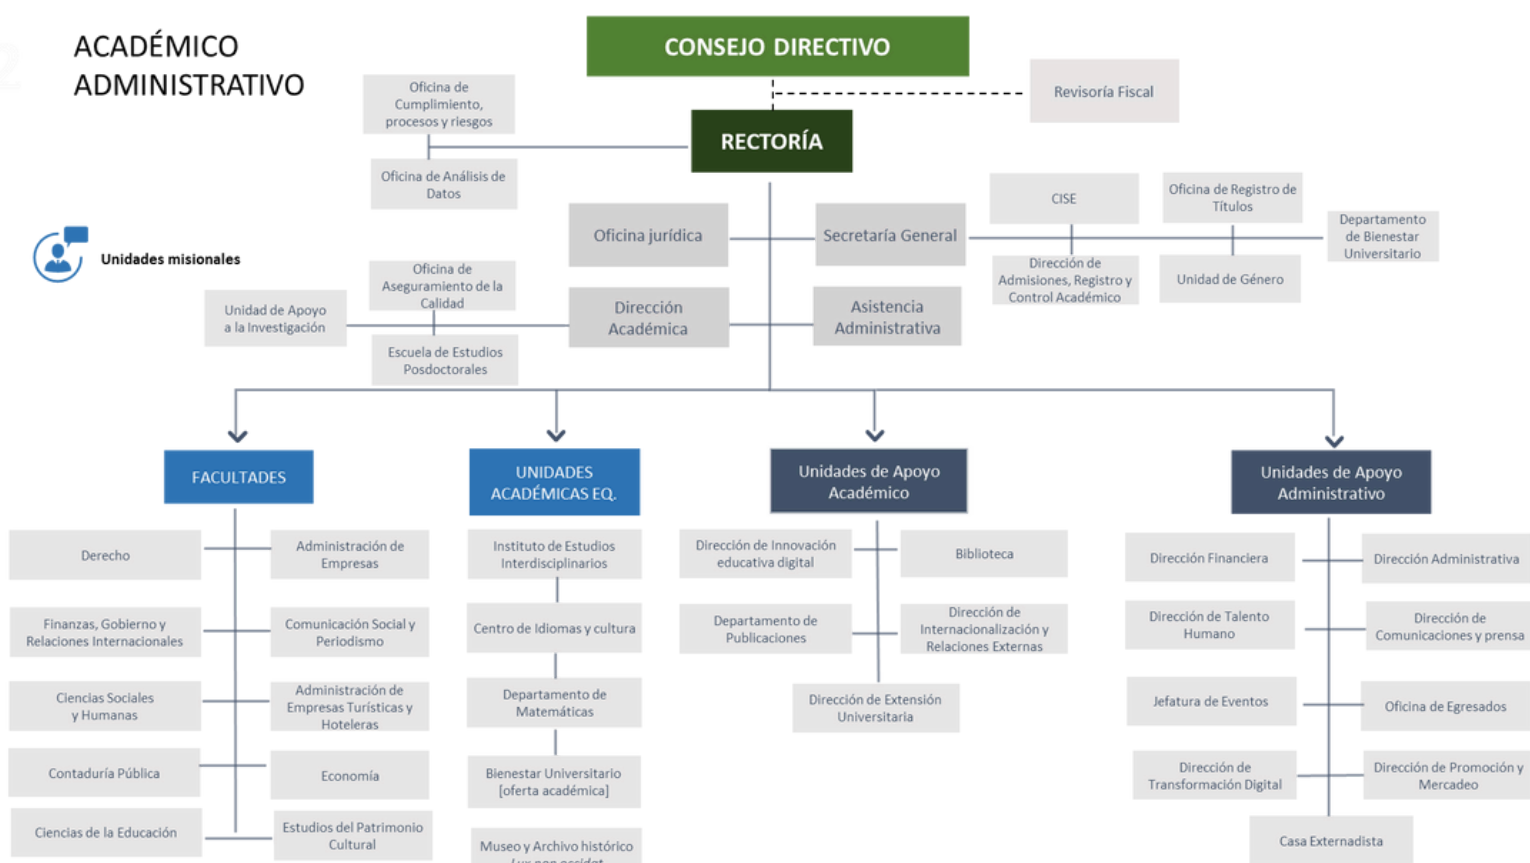 ACADÉMICO
ADMINISTRATIVO
CONSEJO DIRECTIVO
Revisoría Fiscal
Oficina de
Cumplimiento,
procesos y riesgos
RECTORÍA
Oficina de Análisis de
Datos
Oficina jurídica
Secretaría General
CISE
Oficina de Registro de
Títulos
Departamento
de Bienestar
Universitario
Dirección de
Admisiones, Registro y
Control Académico
Unidad de Género
Unidades misionales
Oficina de
Aseguramiento de la
Calidad
Unidad de Apoyo
a la Investigación
Escuela de Estudios
Posdoctorales
Dirección
Académica
Asistencia
Administrativa
FACULTADES
UNIDADES
ACADÉMICAS EQ.
Unidades de Apoyo
Académico
Unidades de Apoyo
Administrativo
Derecho
Administración de
Empresas
Finanzas, Gobierno y
Relaciones Internacionales
Comunicación Social y
Periodismo
Ciencias Sociales
y Humanas
Administración de
Empresas Turísticas y
Hoteleras
Contaduría Pública
Economía
Ciencias de la Educación
Estudios del Patrimonio
Cultural
Instituto de Estudios
Interdisciplinarios
Centro de Idiomas y cultura
Departamento de
Matemáticas
Bienestar Universitario
[oferta académica]
Museo y Archivo histórico
Lux non occidet
Dirección de Innovación
educativa digital
Biblioteca
Departamento de
Publicaciones
Dirección de
Internacionalización y
Relaciones Externas
Dirección de Extensión
Universitaria
Dirección Financiera
Dirección Administrativa
Dirección de Talento
Humano
Dirección de
Comunicaciones y prensa
Jefatura de Eventos
Oficina de Egresados
Dirección de
Transformación Digital
Dirección de Promoción y
Mercadeo
Casa Externadista